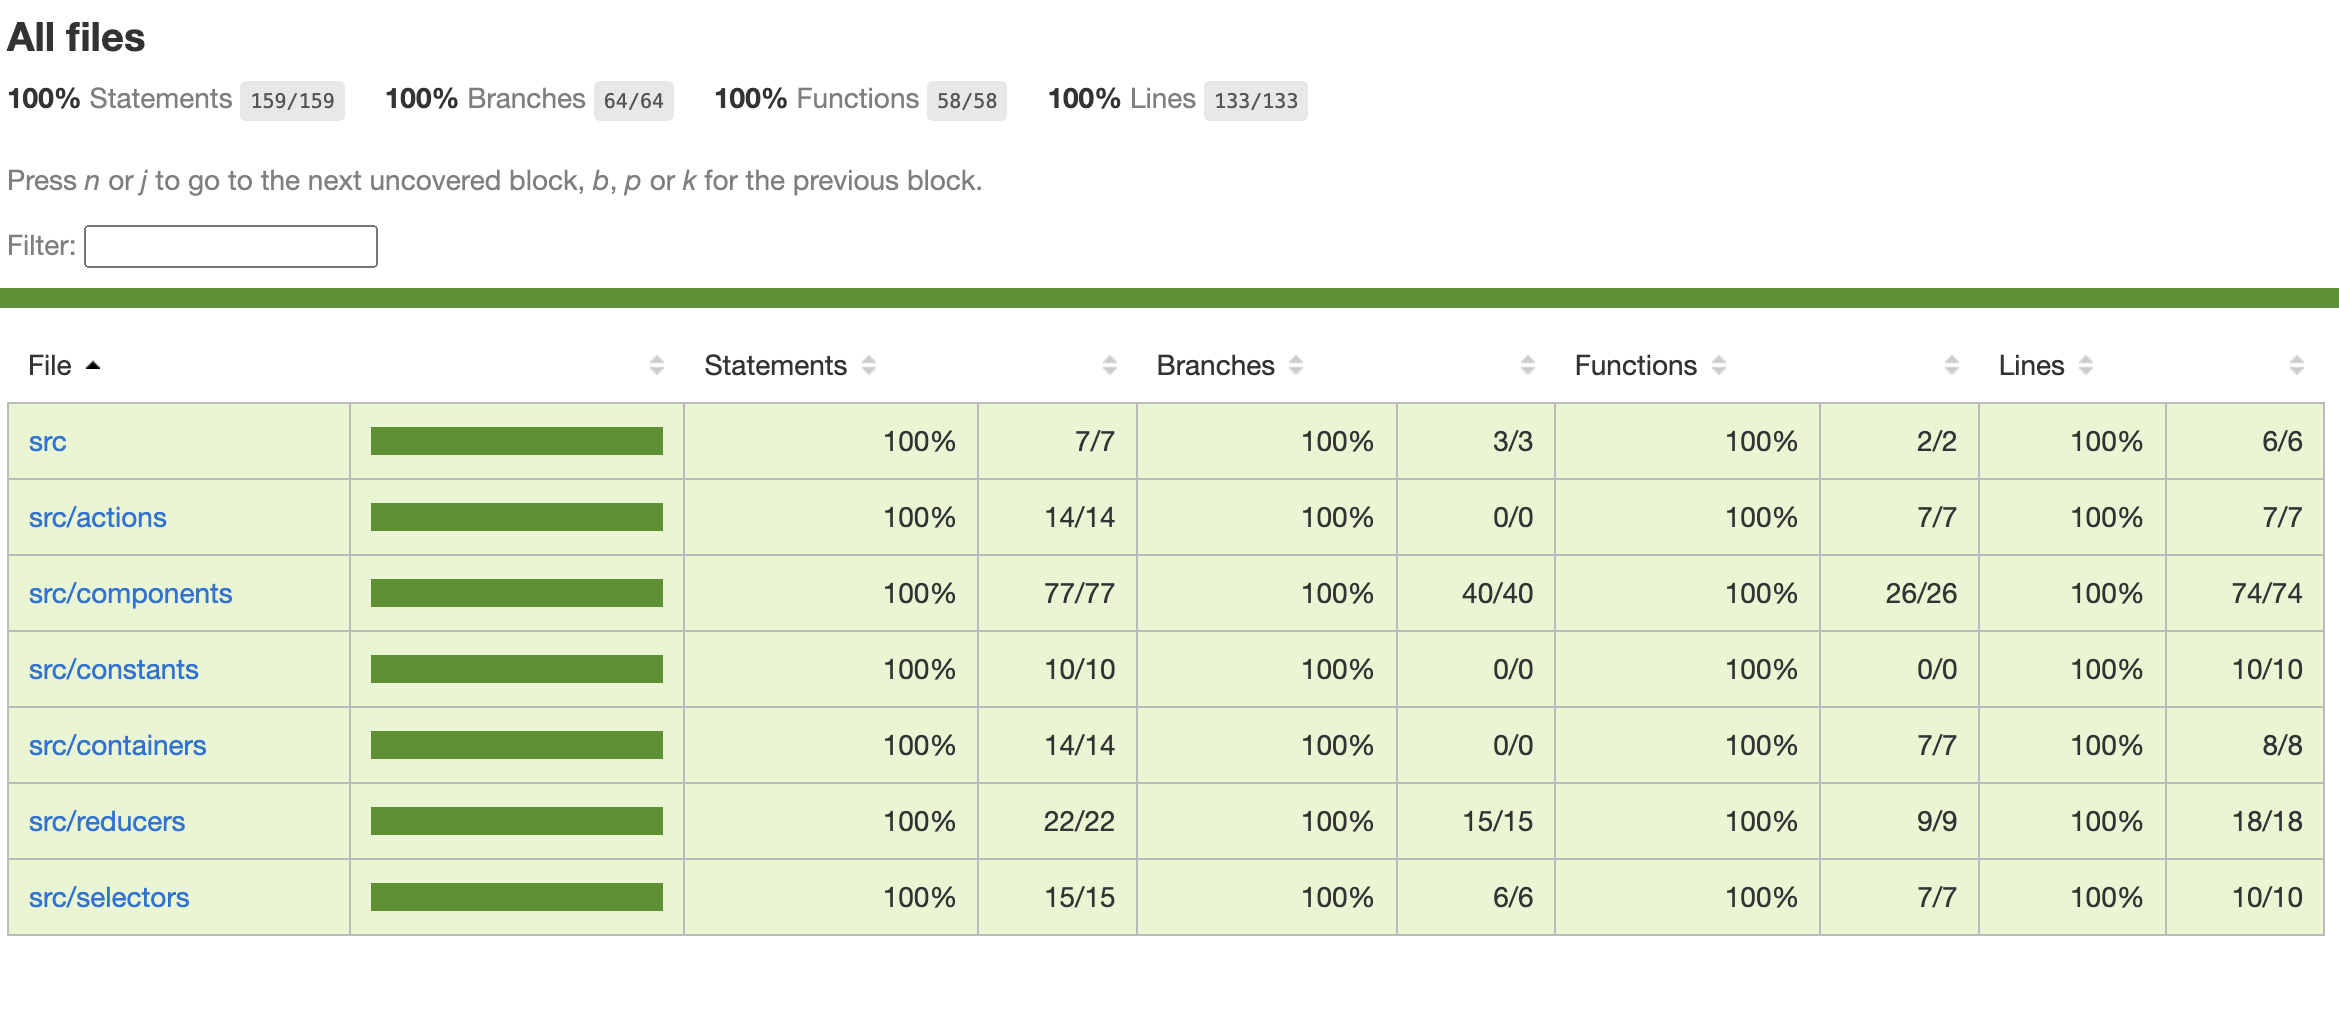 All files
100% Statements 159/159 100% Branches 64/64 100% Functions 58/58 100% Lines 133/133
Press n or j to go to the next uncovered block, b, p or k for the previous block.
Filter:
File Statements Branches Functions Lines
src 100% 7/7 100% 3/3 100% 2/2 100% 6/6
src/actions 100% 14/14 100% 0/0 100% 7/7 100% 7/7
src/components 100% 77/77 100% 40/40 100% 26/26 100% 74/74
src/constants 100% 10/10 100% 0/0 100% 0/0 100% 10/10
src/containers 100% 14/14 100% 0/0 100% 7/7 100% 8/8
src/reducers 100% 22/22 100% 15/15 100% 9/9 100% 18/18
src/selectors 100% 15/15 100% 6/6 100% 7/7 100% 10/10